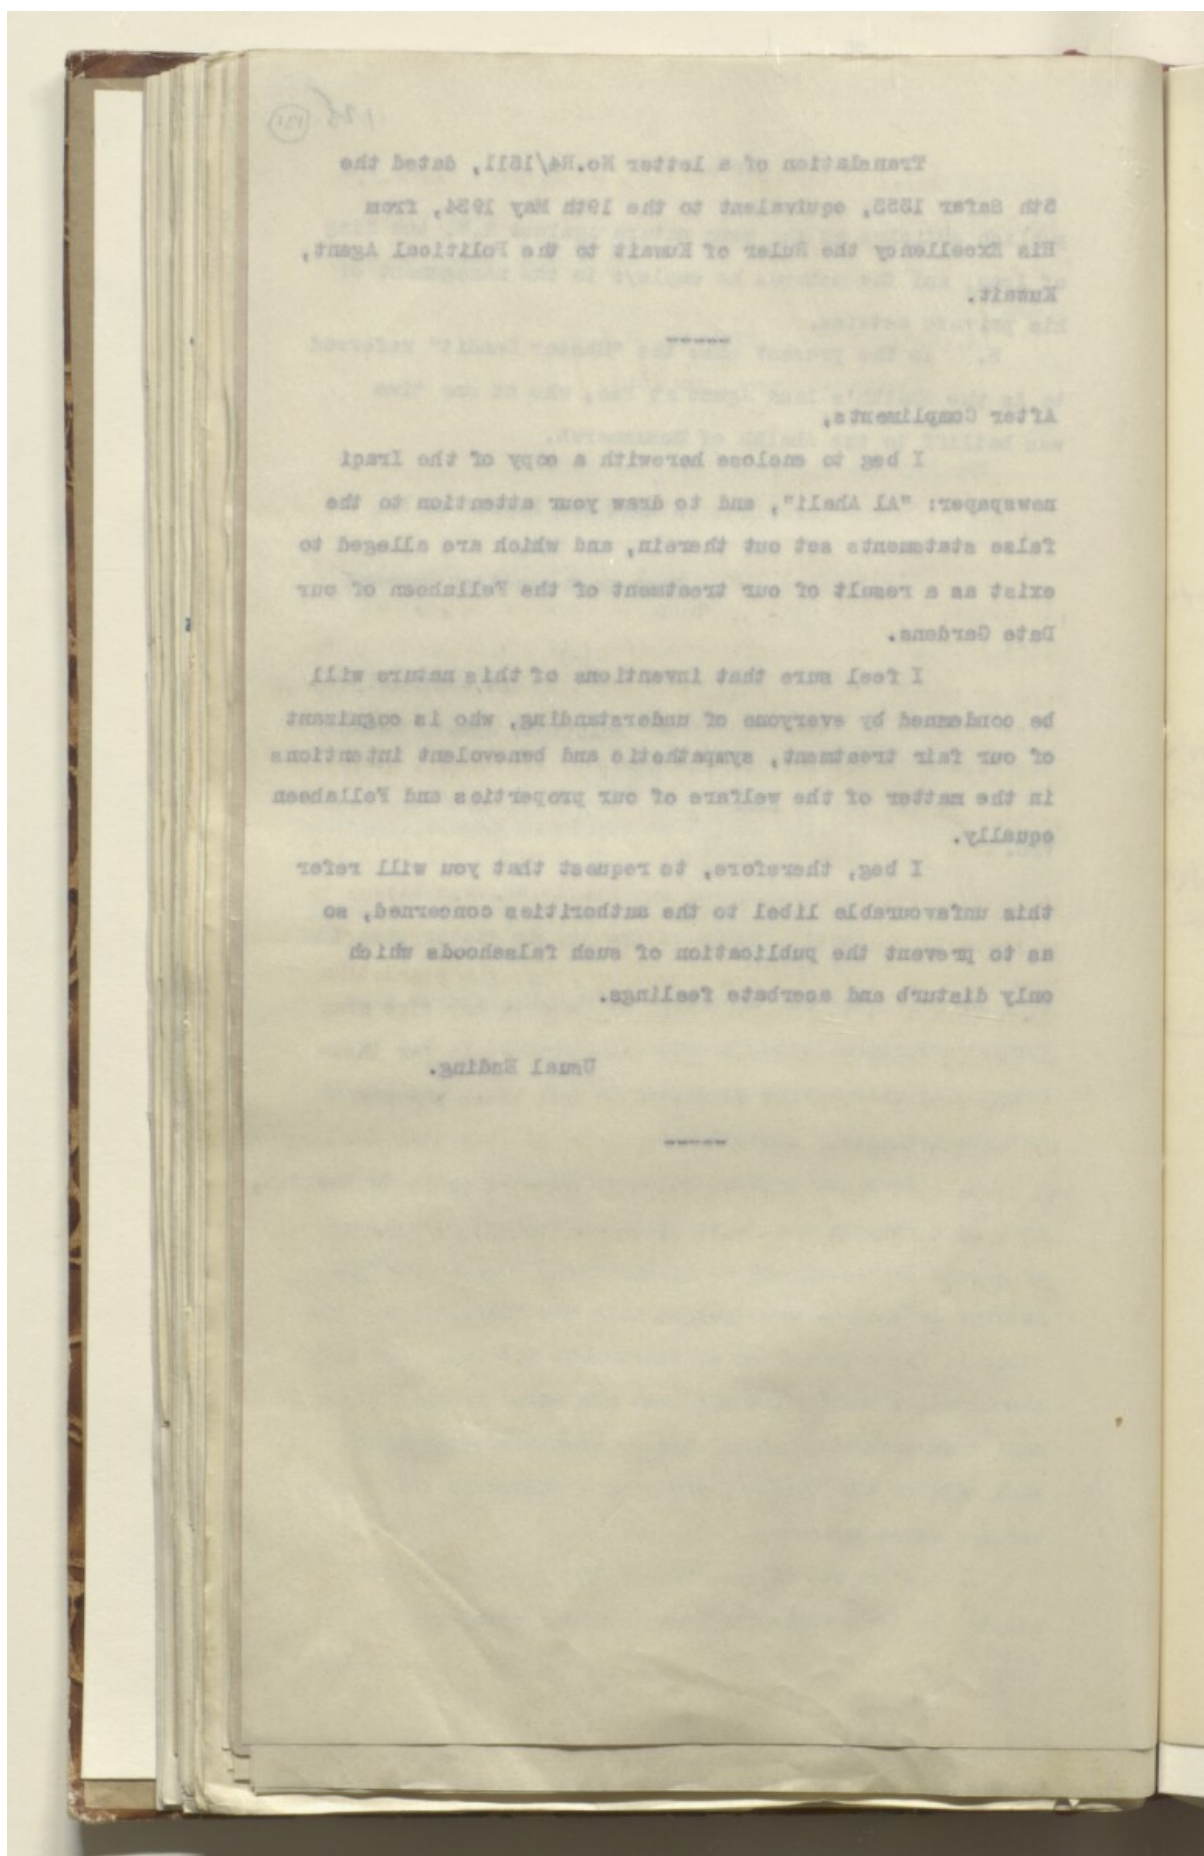 Translation of a letter No.R4/1811, dated the
5th Safar 1353, equivalent to the 19th May 1934, from
His Excellency the Ruler of Kuwait to the Political Agent,
Kuwait.
-----
After Compliments,
I beg to enclose herewith a copy of the Iraqi
newspaper: "Al Ahali", and to draw your attention to the
false statements set out therein, and which are alleged to
exist as a result of our treatment of the Fellaheen of our
Date Gardens.
I feel sure that inventions of this nature will
be condemned by everyone of understanding, who is cognizant
of our fair treatment, sympathetic and benevolent intentions
in the matter of the welfare of our properties and Fellaheen
equally.
I beg, therefore, to request that you will refer
this unfavourable libel to the authorities concerned, so
as to prevent the publication of such falsehoods which
only disturb and acerbate feelings.
Usual Ending.
-----